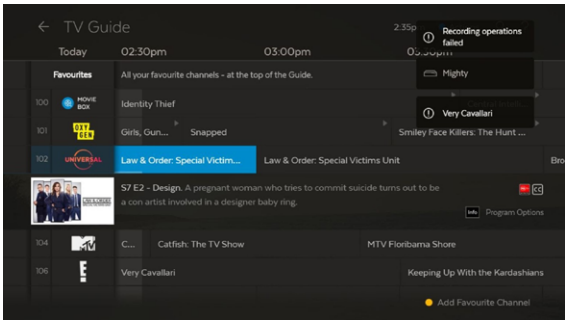 ← TV Guide
2:35p
Recording operations
failed
Today
02:30pm
03:00pm
Mighty
Favourites
All your favourite channels - at the top of the Guide.
100
MOVIE
BOX
Identity Thief
Very Cavallari
101
OXY
GEN
Girls, Gun...
Snapped
Smiley Face Killers: The Hunt ...
102
UNIVERSAL
Law & Order: Special Victim...
Law & Order: Special Victims Unit
Bro
S7 E2 - Design. A pregnant woman who tries to commit suicide turns out to be
a con artist involved in a designer baby ring.
CC
Info
Program Options
104
MTV
C...
Catfish: The TV Show
MTV Floribama Shore
106
E!
Very Cavallari
Keeping Up With the Kardashians
Add Favourite Channel